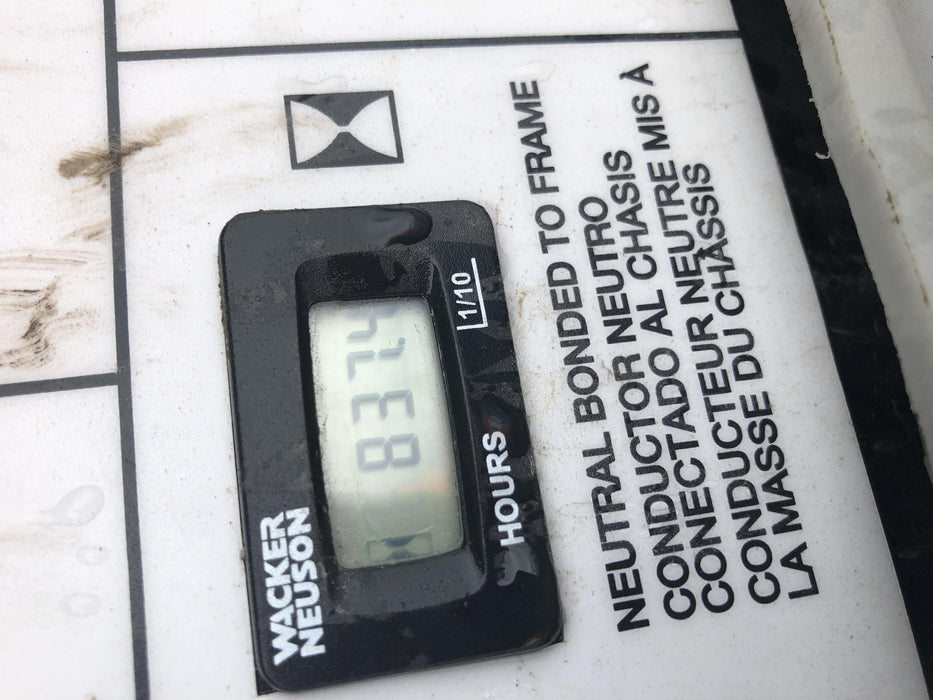 WACKER
NEUSON
837.4
HOURS
1/10
NEUTRAL BONDED TO FRAME
CONDUCTOR NEUTRO
CONECTADO AL CHASIS
CONDUCTEUR NEUTRE MIS À
LA MASSE DU CHÂSSIS